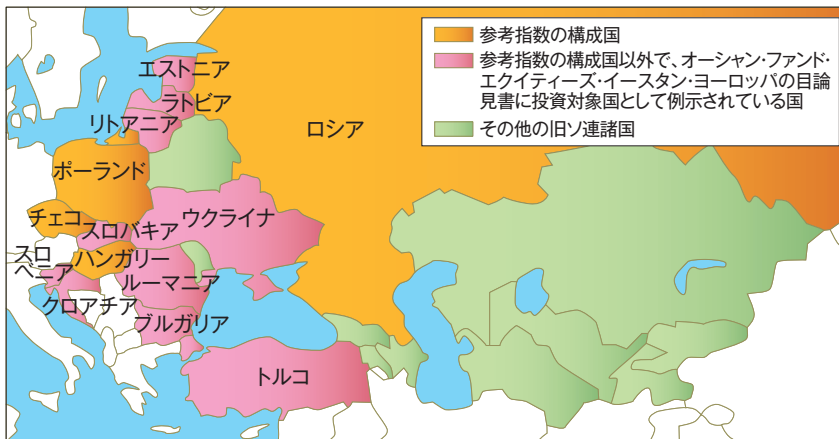 参考指数の構成国
参考指数の構成国以外で、オーシャン・ファンド・
エクイティーズ・イースタン・ヨーロッパの目論
見書に投資対象国として例示されている国
その他の旧ソ連諸国
エストニア
ラトビア
リトアニア
ロシア
ポーランド
チェコ
スロバキア
ウクライナ
スロ
ベニア
ハンガリー
ルーマニア
クロアチア
ブルガリア
トルコ